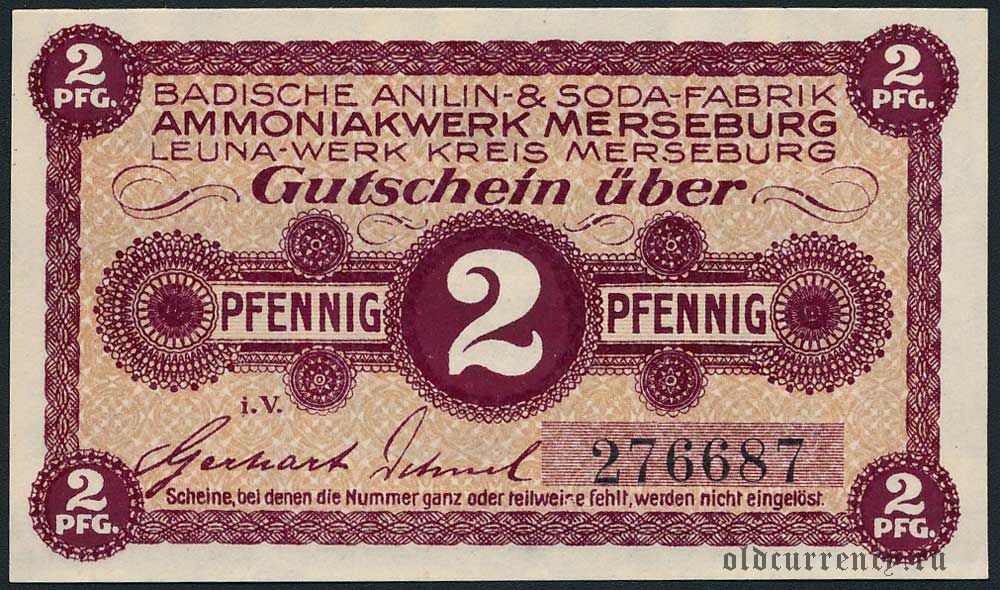 2 PFG.
2 PFG.
BADISCHE ANILIN-& SODA-FABRIK
AMMONIAKWERK MERSEBURG
LEUNA-WERK KREIS MERSEBURG
Gutschein über
PFENNIG 2 PFENNIG
i.V.
Gerhart
276687
Scheine, bei denen die Nummer ganz oder teilweise fehlt, werden nicht eingelöst.
2 PFG.
2 PFG.
oldcurrency.ru